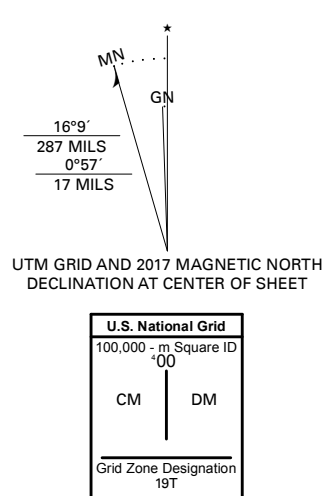 ★
MN
GN
16°9´
287 MILS
0°57´
17 MILS
UTM GRID AND 2017 MAGNETIC NORTH
DECLINATION AT CENTER OF SHEET
U.S. National Grid
100,000 - m Square ID
⁴00
CM DM
Grid Zone Designation
19T